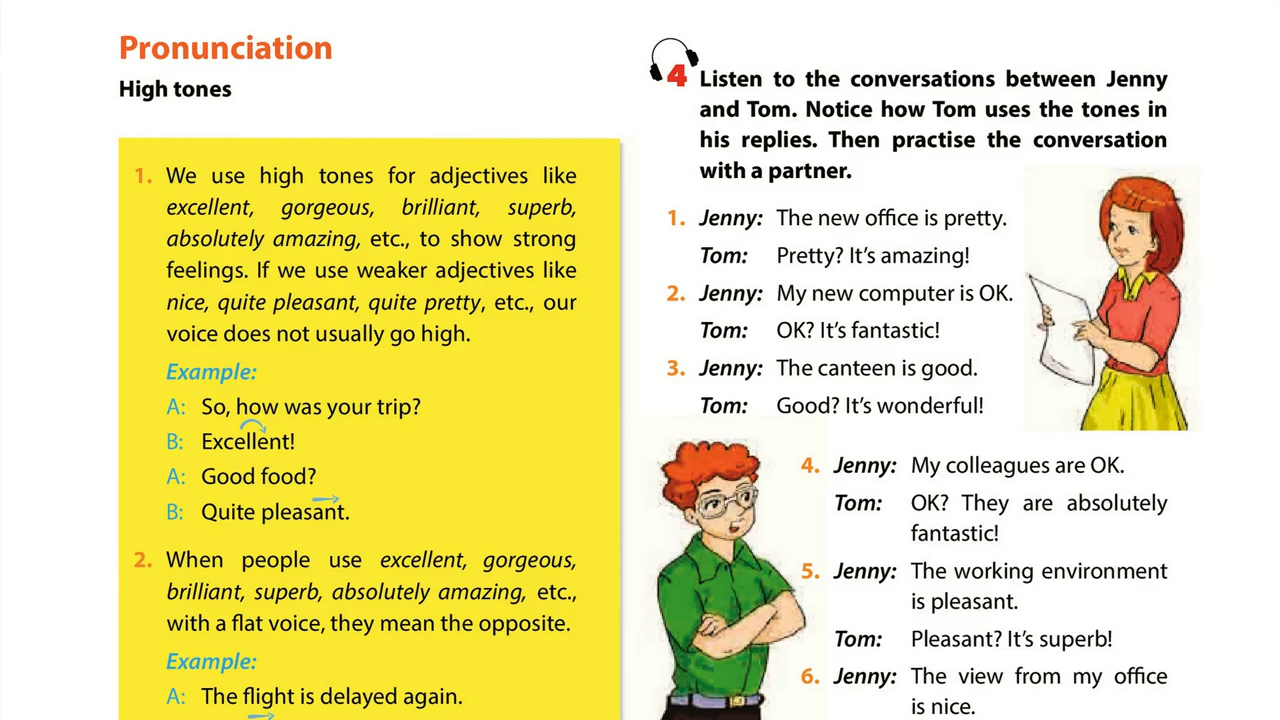 Pronunciation
High tones
1. We use high tones for adjectives like
excellent, gorgeous, brilliant, superb,
absolutely amazing, etc., to show strong
feelings. If we use weaker adjectives like
nice, quite pleasant, quite pretty, etc., our
voice does not usually go high.
Example:
A: So, how was your trip?
B: Excellent!
A: Good food?
B: Quite pleasant.
2. When people use excellent, gorgeous,
brilliant, superb, absolutely amazing, etc.,
with a flat voice, they mean the opposite.
Example:
A: The flight is delayed again.
4 Listen to the conversations between Jenny
and Tom. Notice how Tom uses the tones in
his replies. Then practise the conversation
with a partner.
1. Jenny: The new office is pretty.
Tom: Pretty? It's amazing!
2. Jenny: My new computer is OK.
Tom: OK? It's fantastic!
3. Jenny: The canteen is good.
Tom: Good? It's wonderful!
4. Jenny: My colleagues are OK.
Tom: OK? They are absolutely
fantastic!
5. Jenny: The working environment
is pleasant.
Tom: Pleasant? It's superb!
6. Jenny: The view from my office
is nice.